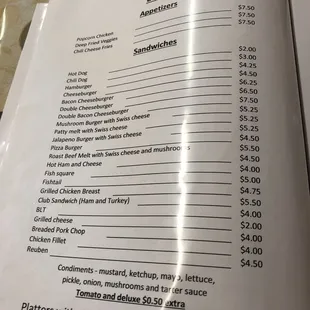 Appetizers
Popcorn Chicken $7.50
Deep Fried Veggies $7.50
Chili Cheese Fries $7.50
Sandwiches
Hot Dog $2.00
Chili Dog $3.00
Hamburger $4.25
Cheeseburger $4.50
Bacon Cheeseburgrer $6.25
Double Cheeseburger $6.50
Double Bacon Cheeseburger $7.50
Mushroom Burger with Swiss cheese $5.25
Patty melt with Swiss cheese $5.25
Jalapeno Burger with Swiss cheese $5.25
Pizza Burger $4.50
Roast Beef Melt with Swiss cheese and mushrooms $5.50
Hot Ham and Cheese $4.50
Fish square $4.00
Fishtail $5.00
Grilled Chicken Breast $4.75
Club Sandwich (Ham and Turkey) $5.50
BLT $4.00
Grilled cheese $2.00
Breaded Pork Chop $4.00
Chicken Fillet $4.00
Reuben $4.50
Condiments - mustard, ketchup, mayo, lettuce,
pickle, onion, mushrooms and tarter sauce
Tomato and deluxe $0.50 extra
Platters